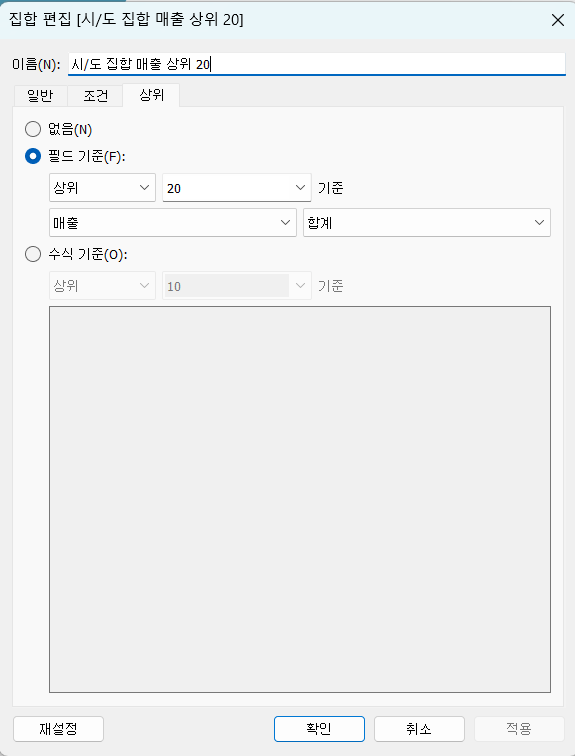 집합 편집 [시/도 집합 매출 상위 20]
이름(N): 시/도 집합 매출 상위 20
일반 조건 상위
없음(N)
필드 기준(F):
상위 20 기준
매출 합계
수식 기준(O):
상위 10 기준
재설정 확인 취소 적용